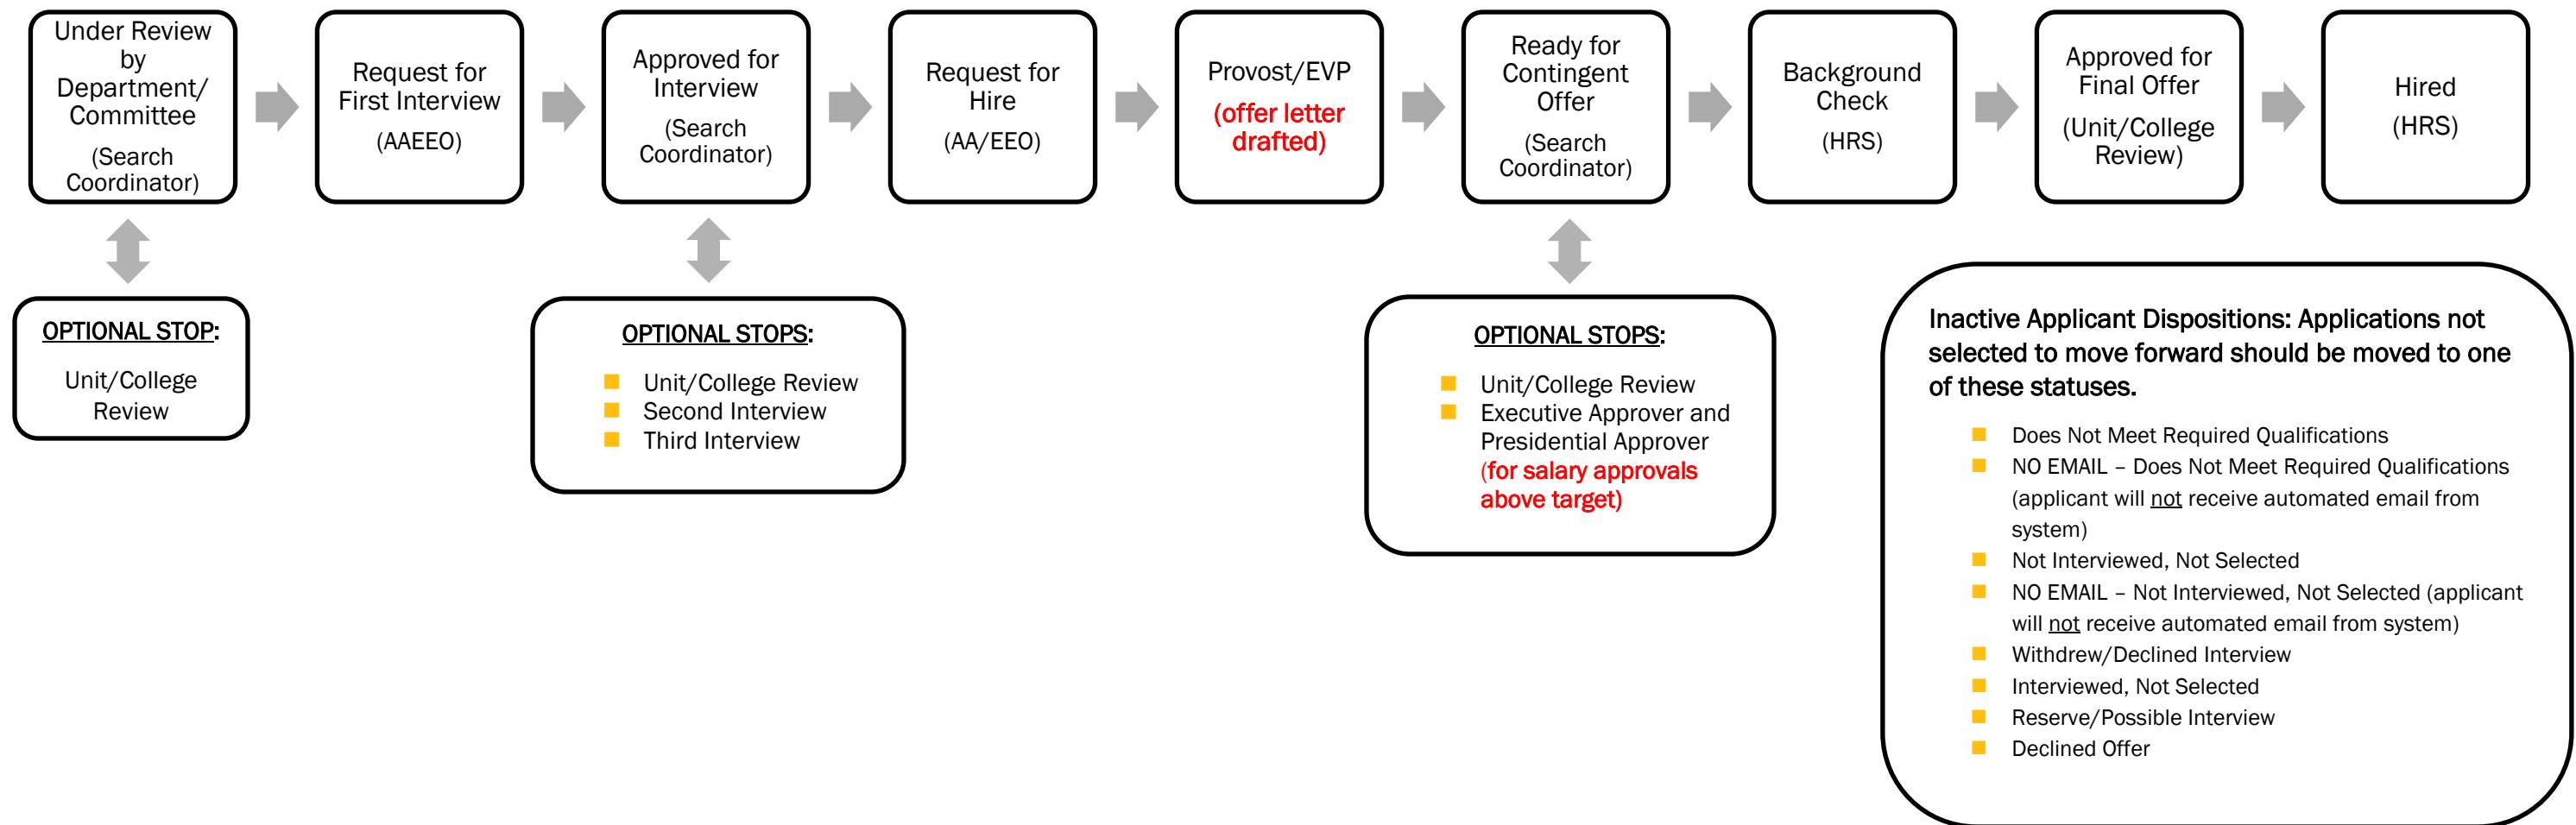 Under Review
by
Department/
Committee
(Search
Coordinator)
Request for
First Interview
(AAEEO)
Approved for
Interview
(Search
Coordinator)
Request for
Hire
(AA/EEO)
Provost/EVP
(offer letter
drafted)
Ready for
Contingent
Offer
(Search
Coordinator)
Background
Check
(HRS)
Approved for
Final Offer
(Unit/College
Review)
Hired
(HRS)
OPTIONAL STOP:
Unit/College
Review
OPTIONAL STOPS:
Unit/College Review
Second Interview
Third Interview
OPTIONAL STOPS:
Unit/College Review
Executive Approver and
Presidential Approver
(for salary approvals
above target)
Inactive Applicant Dispositions: Applications not
selected to move forward should be moved to one
of these statuses.
Does Not Meet Required Qualifications
NO EMAIL – Does Not Meet Required Qualifications
(applicant will not receive automated email from
system)
Not Interviewed, Not Selected
NO EMAIL – Not Interviewed, Not Selected (applicant
will not receive automated email from system)
Withdrew/Declined Interview
Interviewed, Not Selected
Reserve/Possible Interview
Declined Offer